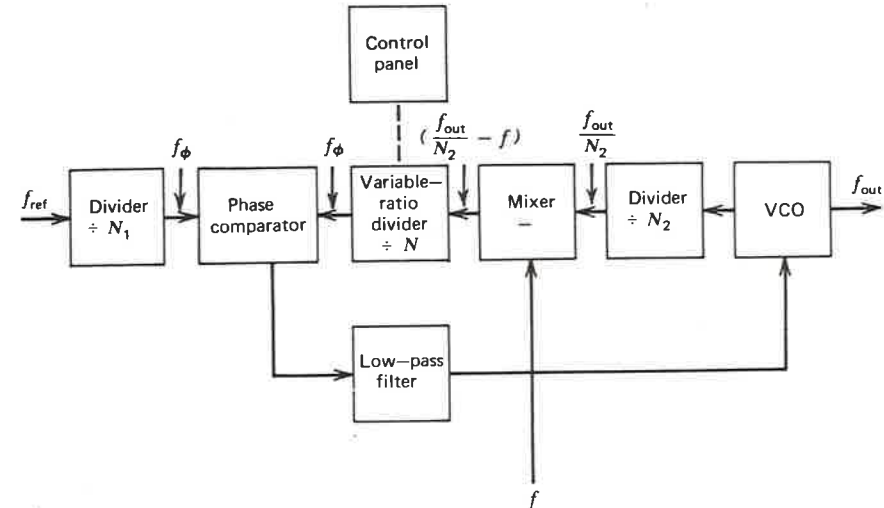 Control
panel
f_ϕ
f_ϕ
(f_out/N_2 − f)
f_out/N_2
f_ref
Divider
÷ N_1
Phase
comparator
Variable—
ratio
divider
÷ N
Mixer
−
Divider
÷ N_2
VCO
f_out
Low—pass
filter
f